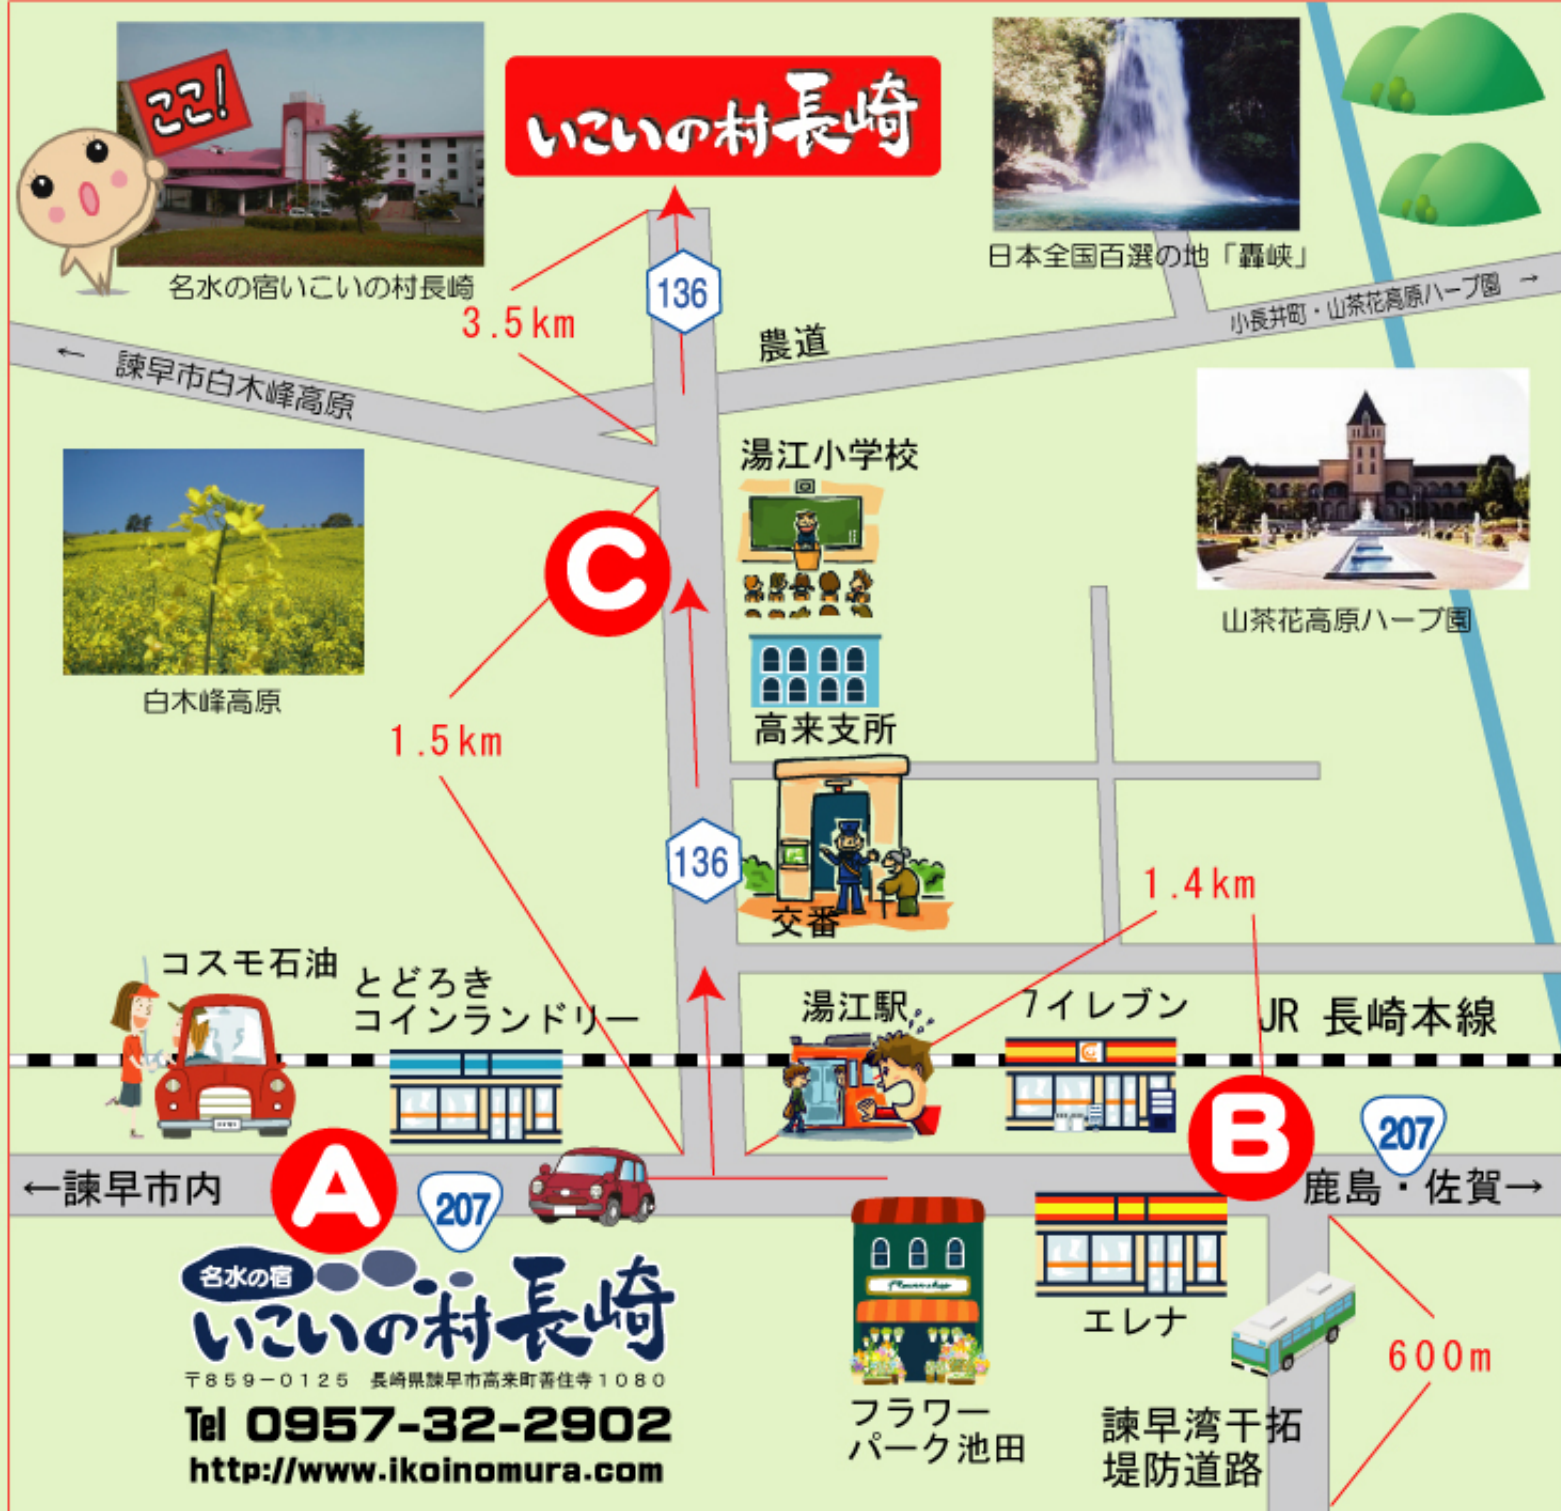 ここ!
いこいの村長崎
名水の宿いこいの村長崎
日本全国百選の地「轟峡」
136
3.5km
小長井町・山茶花高原ハーブ園 →
農道
← 諫早市白木峰高原
湯江小学校
C
山茶花高原ハーブ園
白木峰高原
高来支所
1.5km
136
1.4km
交番
コスモ石油
とどろき
コインランドリー
湯江駅
7イレブン
JR 長崎本線
B
207
A
←諫早市内
207
鹿島・佐賀→
名水の宿
いこいの村長崎
〒859-0125 長崎県諫早市高来町善住寺1080
Tel 0957-32-2902
http://www.ikoinomura.com
エレナ
600m
フラワー
パーク池田
諫早湾干拓
堤防道路